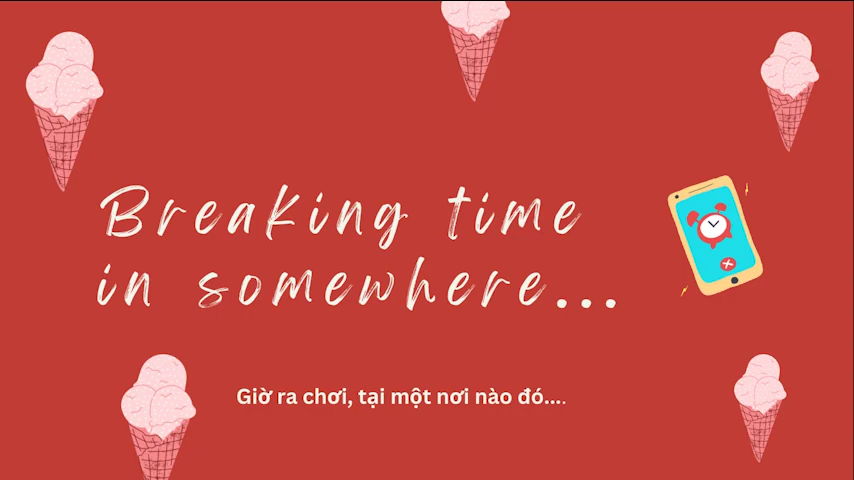 Breaking time
in somewhere...
Giờ ra chơi, tại một nơi nào đó....